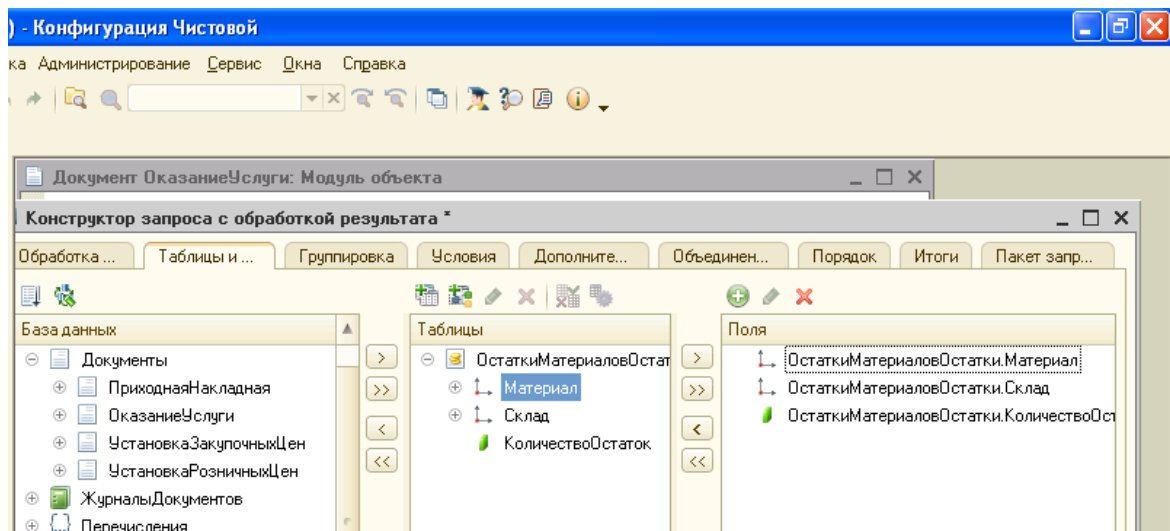 ) - Конфигурация Чистовой
ка Администрирование Сервис Окна Справка
Документ ОказаниеУслуги: Модуль объекта
Конструктор запроса с обработкой результата *
Обработка ... Таблицы и ... Группировка Условия Дополните... Объединен... Порядок Итоги Пакет запр...
База данных Таблицы Поля
Документы ОстаткиМатериаловОстат ОстаткиМатериаловОстатки.Материал
ПриходнаяНакладная Материал ОстаткиМатериаловОстатки.Склад
ОказаниеУслуги Склад ОстаткиМатериаловОстатки.КоличествоОст
УстановкаЗакупочныхЦен КоличествоОстаток
УстановкаРозничныхЦен
ЖурналыДокументов
Перечисления